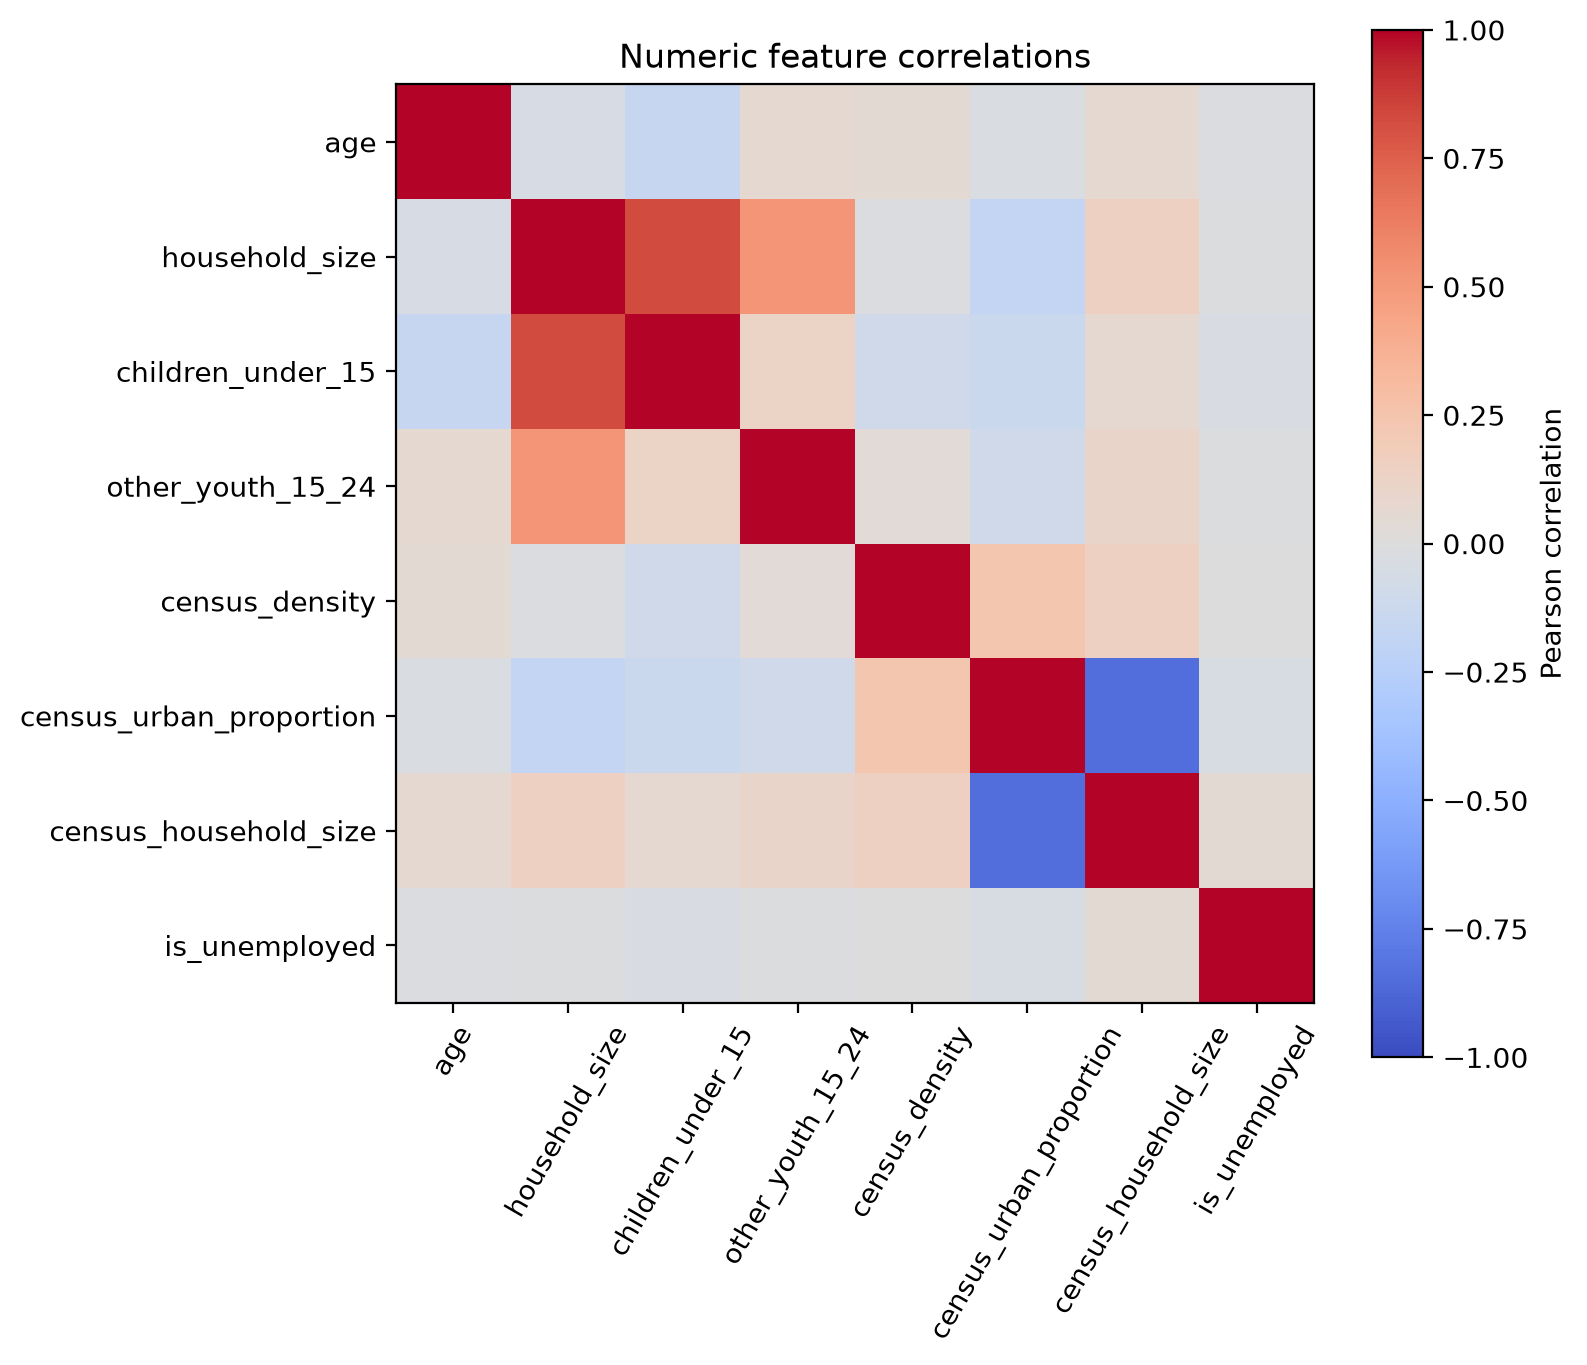 Numeric feature correlations
age
household_size
children_under_15
other_youth_15_24
census_density
census_urban_proportion
census_household_size
is_unemployed
age
household_size
children_under_15
other_youth_15_24
census_density
census_urban_proportion
census_household_size
is_unemployed
1.00
0.75
0.50
0.25
0.00
−0.25
−0.50
−0.75
−1.00
Pearson correlation